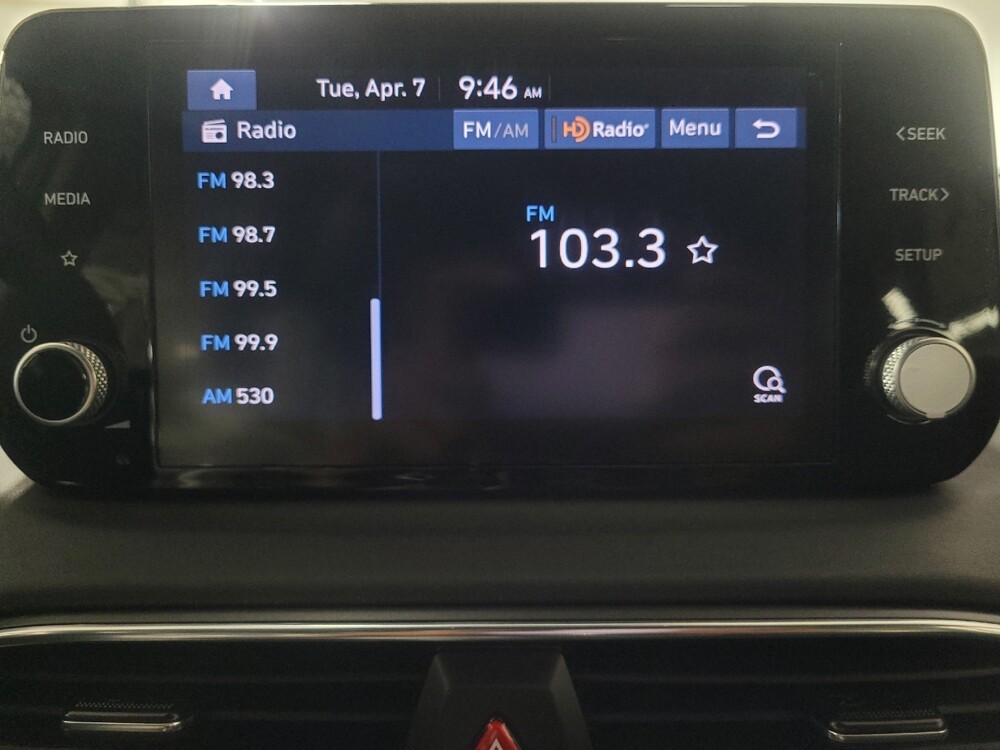 Tue, Apr. 7 9:46 AM
Radio FM/AM HD Radio Menu
RADIO
MEDIA
FM 98.3
FM 98.7
FM 99.5
FM 99.9
AM 530
FM
103.3
SCAN
<SEEK
TRACK>
SETUP